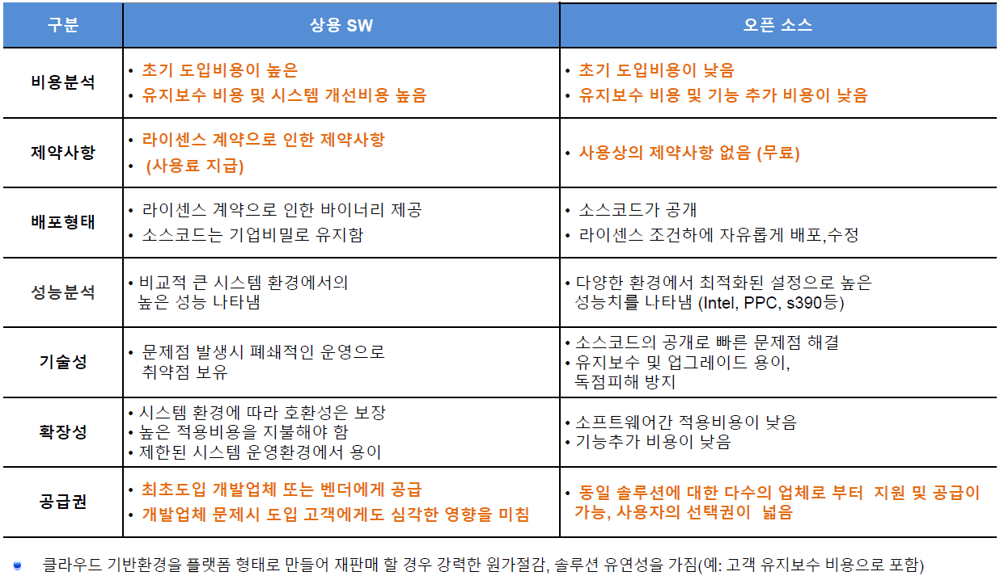 구분 상용 SW 오픈 소스
비용분석
• 초기 도입비용이 높은
• 유지보수 비용 및 시스템 개선비용 높음
• 초기 도입비용이 낮음
• 유지보수 비용 및 기능 추가 비용이 낮음
제약사항
• 라이센스 계약으로 인한 제약사항
• (사용료 지급)
• 사용상의 제약사항 없음 (무료)
배포형태
• 라이센스 계약으로 인한 바이너리 제공
• 소스코드는 기업비밀로 유지함
• 소스코드가 공개
• 라이센스 조건하에 자유롭게 배포,수정
성능분석
• 비교적 큰 시스템 환경에서의
높은 성능 나타냄
• 다양한 환경에서 최적화된 설정으로 높은
성능치를 나타냄 (Intel, PPC, s390등)
기술성
• 문제점 발생시 폐쇄적인 운영으로
취약점 보유
• 소스코드의 공개로 빠른 문제점 해결
• 유지보수 및 업그레이드 용이,
독점피해 방지
확장성
• 시스템 환경에 따라 호환성은 보장
• 높은 적용비용을 지불해야 함
• 제한된 시스템 운영환경에서 용이
• 소프트웨어간 적용비용이 낮음
• 기능추가 비용이 낮음
공급권
• 최초도입 개발업체 또는 벤더에게 공급
• 개발업체 문제시 도입 고객에게도 심각한 영향을 미침
• 동일 솔루션에 대한 다수의 업체로 부터 지원 및 공급이
가능, 사용자의 선택권이 넓음
클라우드 기반환경을 플랫폼 형태로 만들어 재판매 할 경우 강력한 원가절감, 솔루션 유연성을 가짐(예: 고객 유지보수 비용으로 포함)